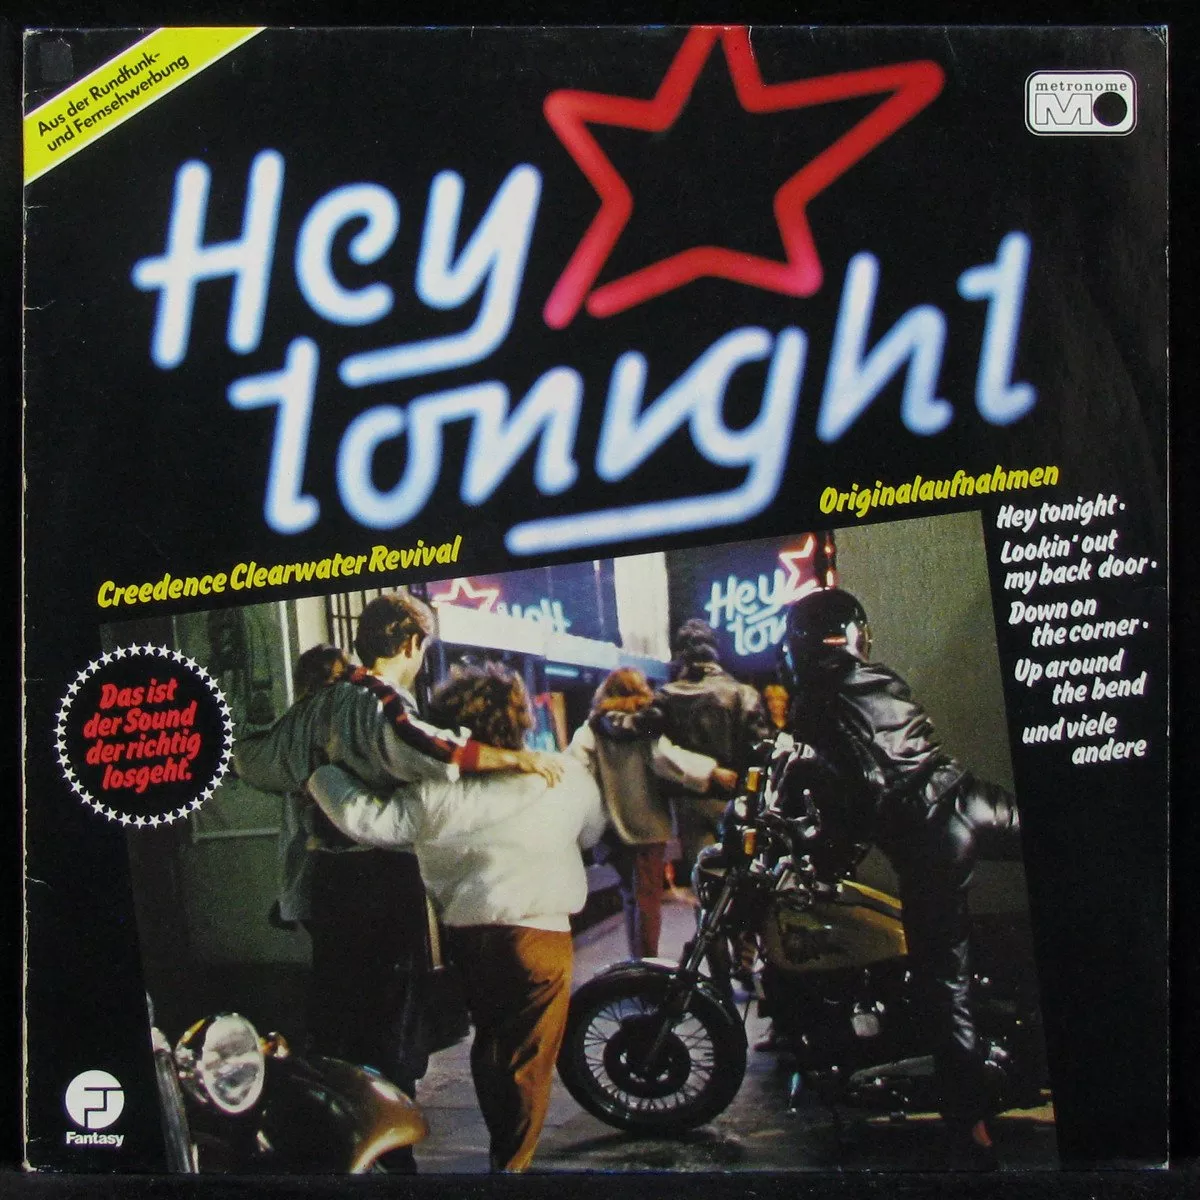 Aus der Rundfunk-
und Fernsehwerbung
metronome
Hey
tonight
Creedence Clearwater Revival
Originalaufnahmen
Hey tonight ·
Lookin' out
my back door ·
Down on
the corner ·
Up around
the bend
und viele
andere
Das ist
der Sound
der richtig
losgeht.
Hey
ton
Fantasy